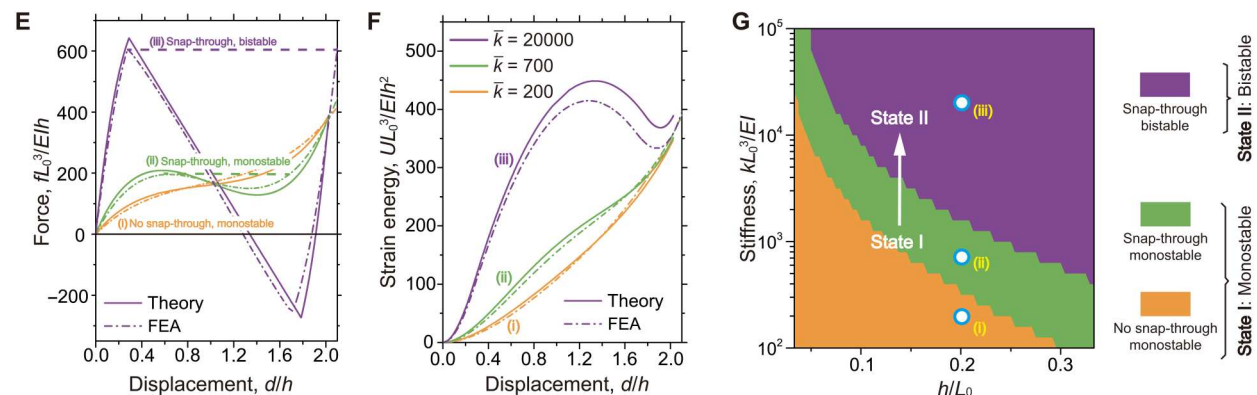 E
600
400
200
0
−200
Force, fL₀³/EIh
(iii) Snap-through, bistable
(ii) Snap-through, monostable
(i) No snap-through, monostable
Theory
FEA
0.0 0.4 0.8 1.2 1.6 2.0
Displacement, d/h
F
500
400
300
200
100
0
Strain energy, UL₀³/EIh²
k̄ = 20000
k̄ = 700
k̄ = 200
(iii)
(ii)
(i)
Theory
FEA
0.0 0.4 0.8 1.2 1.6 2.0
Displacement, d/h
G
10⁵
10⁴
10³
10²
Stiffness, kL₀³/EI
State II
State I
(iii)
(ii)
(i)
0.1 0.2 0.3
h/L₀
Snap-through
bistable
State II: Bistable
Snap-through
monostable
No snap-through
monostable
State I: Monostable